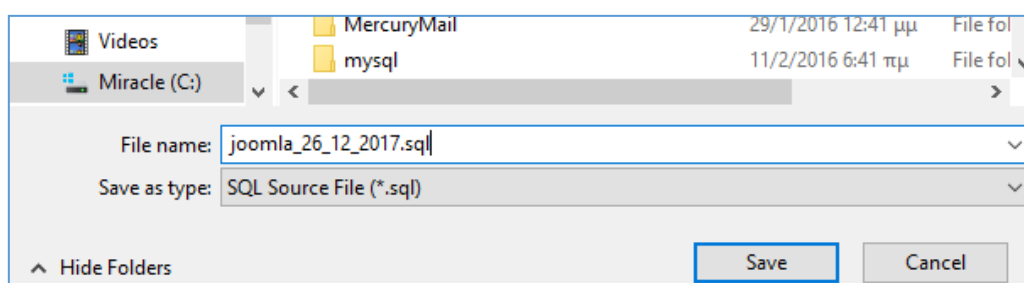 Videos
MercuryMail 29/1/2016 12:41 μμ File fol
mysql 11/2/2016 6:41 πμ File fol
Miracle (C:)
File name: joomla_26_12_2017.sql
Save as type: SQL Source File (*.sql)
Hide Folders Save Cancel